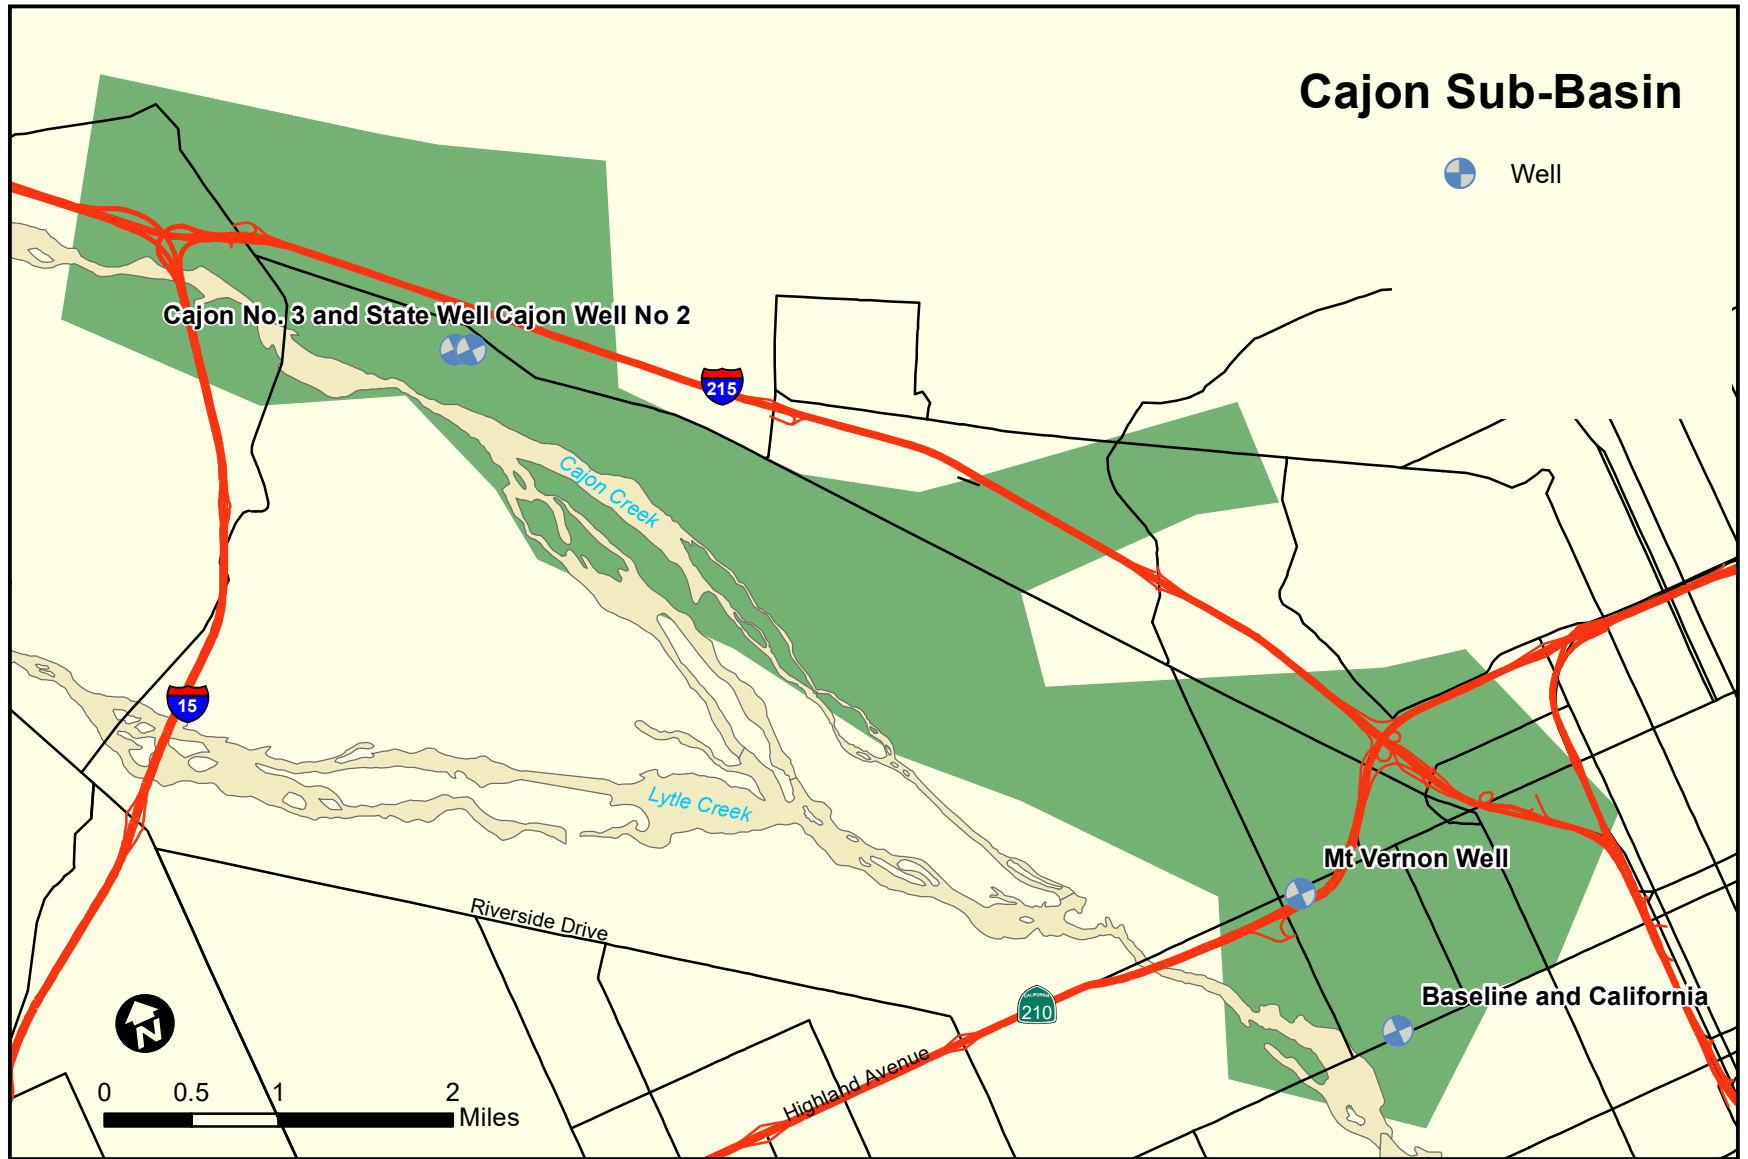 Cajon Sub-Basin
Well
Cajon No. 3 and State Well Cajon Well No 2
215
Cajon Creek
15
Lytle Creek
Mt Vernon Well
Riverside Drive
Baseline and California
CALIFORNIA
210
Highland Avenue
N
0 0.5 1 2
Miles